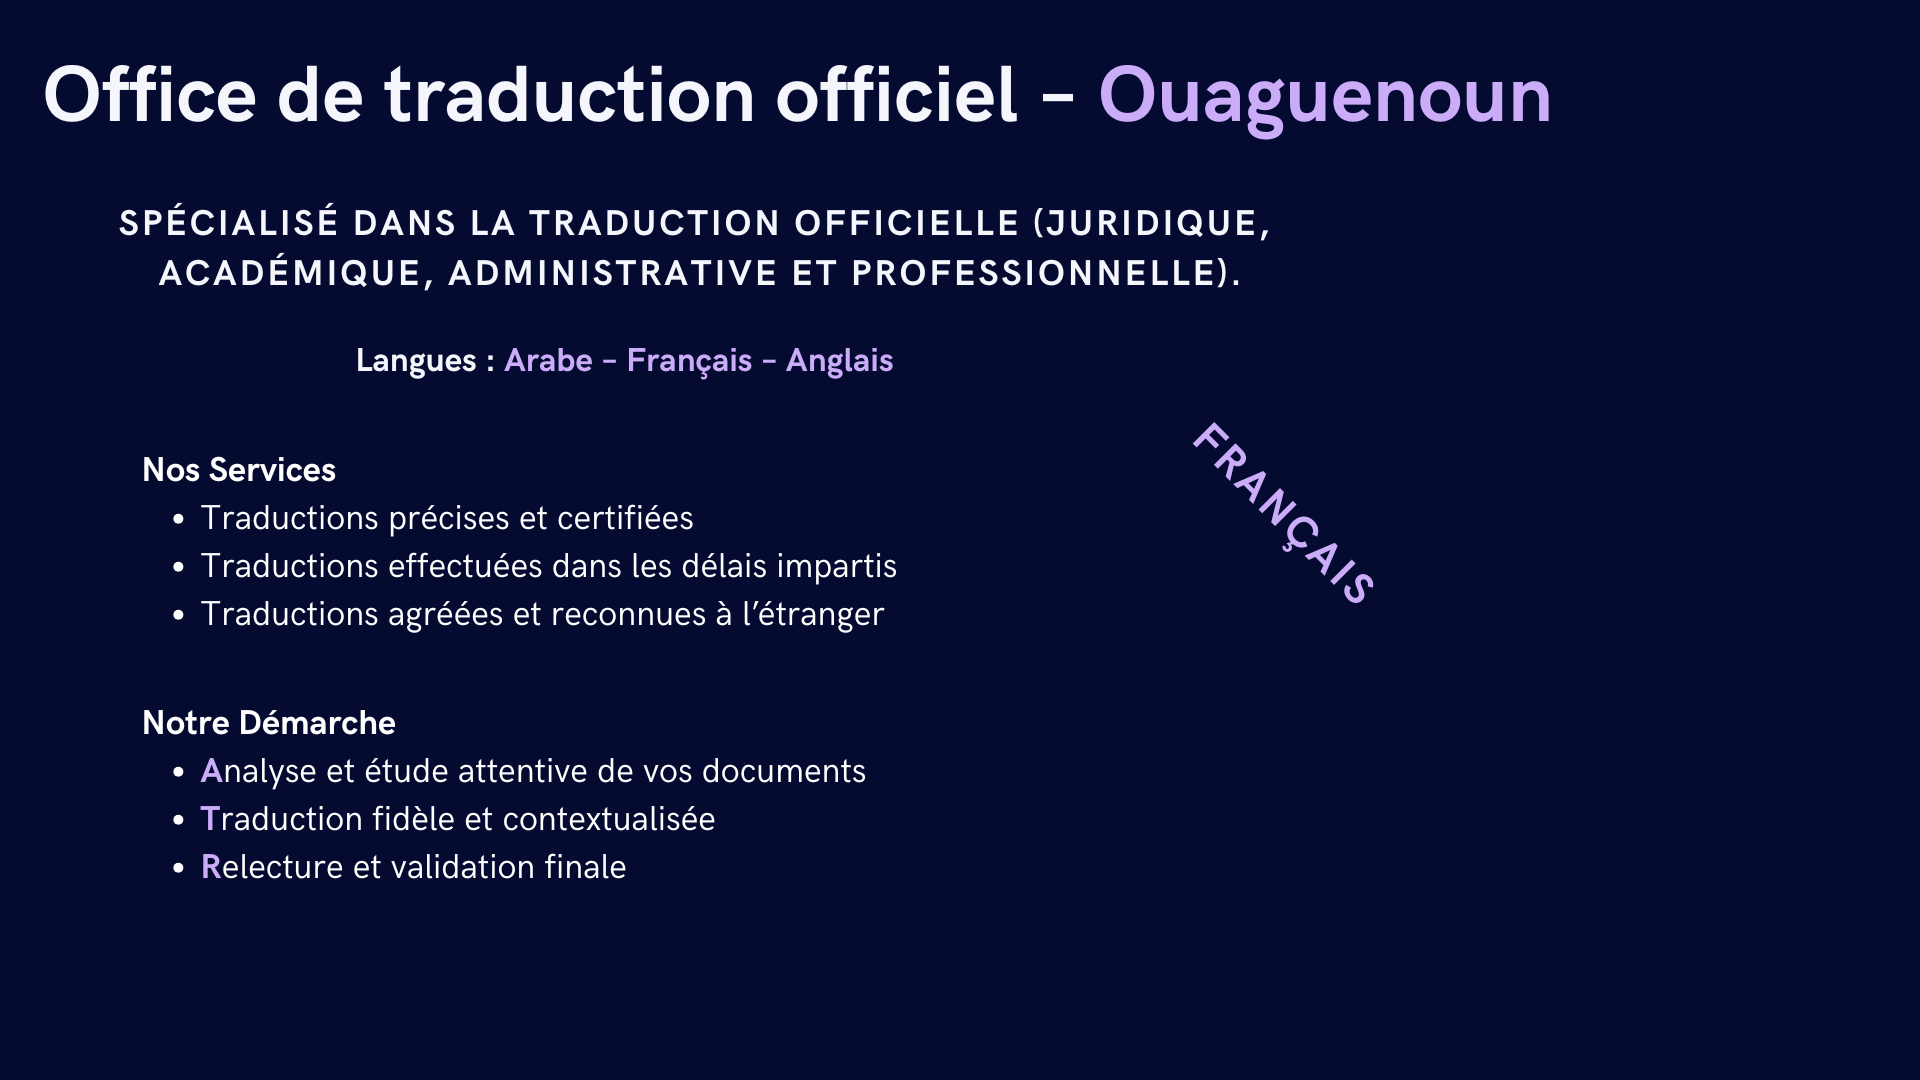 Office de traduction officiel – Ouaguenoun
SPÉCIALISÉ DANS LA TRADUCTION OFFICIELLE (JURIDIQUE,
ACADÉMIQUE, ADMINISTRATIVE ET PROFESSIONNELLE).
Langues : Arabe – Français – Anglais
Nos Services
• Traductions précises et certifiées
• Traductions effectuées dans les délais impartis
• Traductions agréées et reconnues à l’étranger
FRANÇAIS
Notre Démarche
• Analyse et étude attentive de vos documents
• Traduction fidèle et contextualisée
• Relecture et validation finale